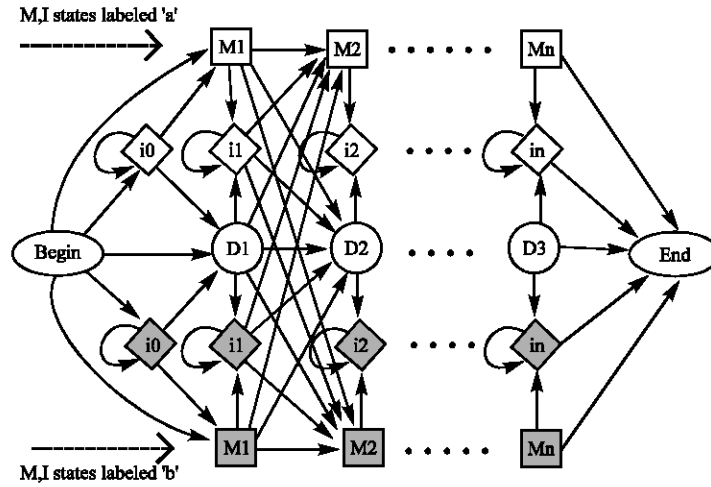 M,I states labeled 'a'
M1
M2
Mn
i0
i1
i2
in
Begin
D1
D2
D3
End
i0
i1
i2
in
M1
M2
Mn
M,I states labeled 'b'